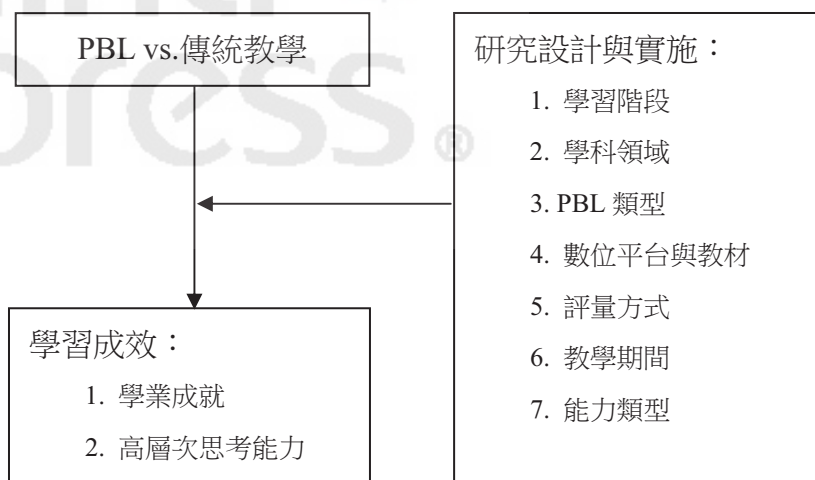 PBL vs.傳統教學
研究設計與實施：
1. 學習階段
2. 學科領域
3. PBL 類型
4. 數位平台與教材
5. 評量方式
6. 教學期間
7. 能力類型
學習成效：
1. 學業成就
2. 高層次思考能力
press®